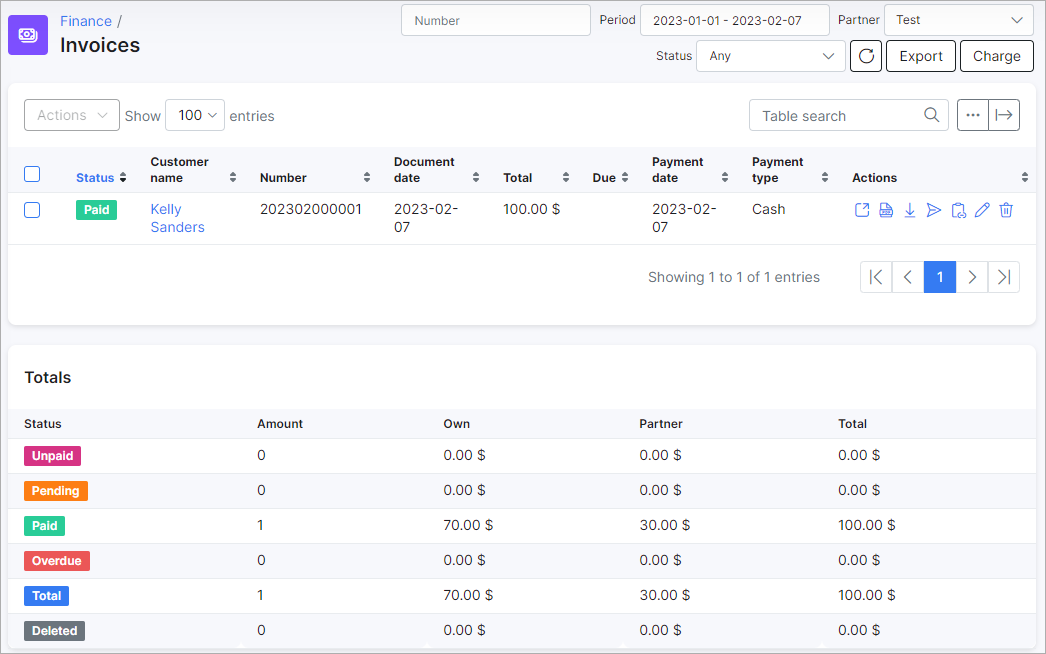 Finance /
Invoices
Number
Period 2023-01-01 - 2023-02-07
Partner Test
Status Any
Export
Charge
Actions Show 100 entries
Table search
Status Customer name Number Document date Total Due Payment date Payment type Actions
Paid Kelly Sanders 202302000001 2023-02-07 100.00 $ 2023-02-07 Cash
Showing 1 to 1 of 1 entries
1
Totals
Status Amount Own Partner Total
Unpaid 0 0.00 $ 0.00 $ 0.00 $
Pending 0 0.00 $ 0.00 $ 0.00 $
Paid 1 70.00 $ 30.00 $ 100.00 $
Overdue 0 0.00 $ 0.00 $ 0.00 $
Total 1 70.00 $ 30.00 $ 100.00 $
Deleted 0 0.00 $ 0.00 $ 0.00 $